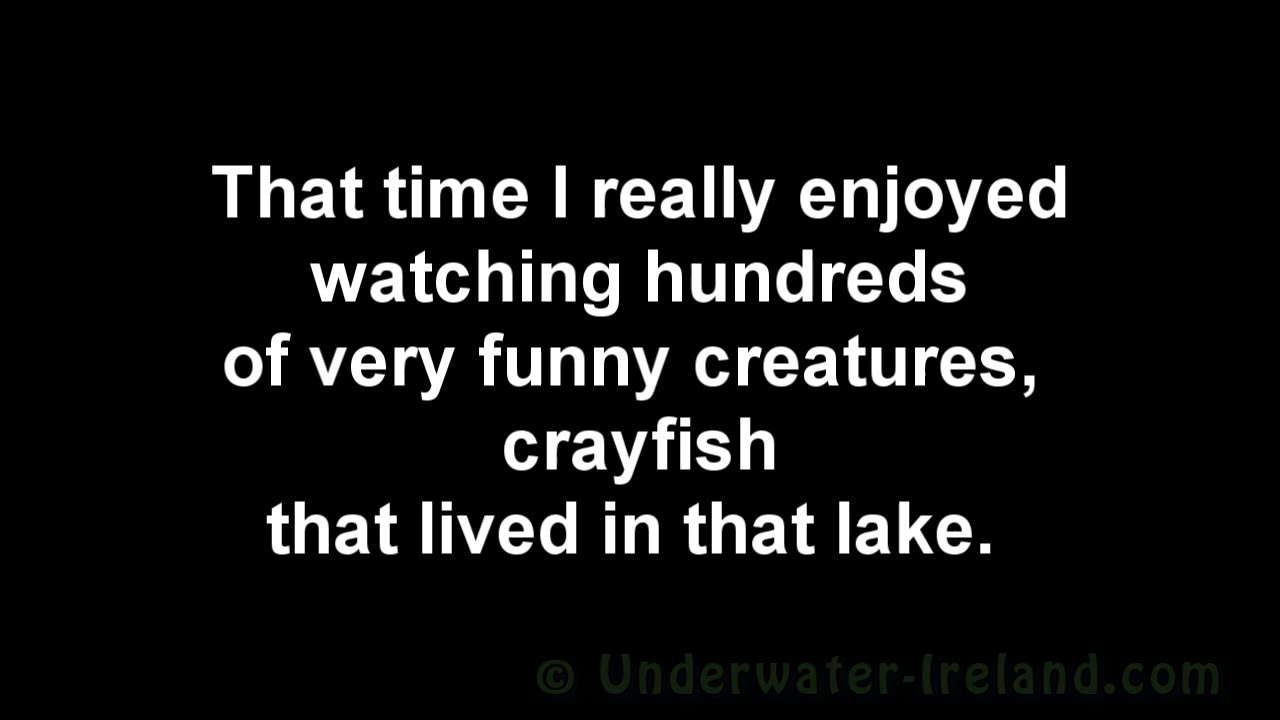 That time I really enjoyed
watching hundreds
of very funny creatures,
crayfish
that lived in that lake.
© Underwater-Ireland.com